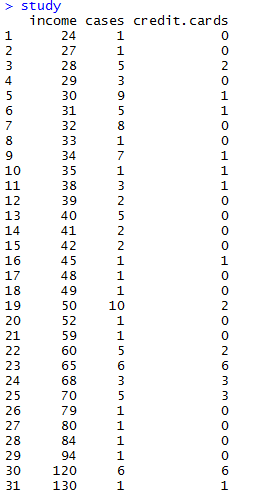 > study
income cases credit.cards
1 24 1 0
2 27 1 0
3 28 5 2
4 29 3 0
5 30 9 1
6 31 5 1
7 32 8 0
8 33 1 0
9 34 7 1
10 35 1 1
11 38 3 1
12 39 2 0
13 40 5 0
14 41 2 0
15 42 2 0
16 45 1 1
17 48 1 0
18 49 1 0
19 50 10 2
20 52 1 0
21 59 1 0
22 60 5 2
23 65 6 6
24 68 3 3
25 70 5 3
26 79 1 0
27 80 1 0
28 84 1 0
29 94 1 0
30 120 6 6
31 130 1 1